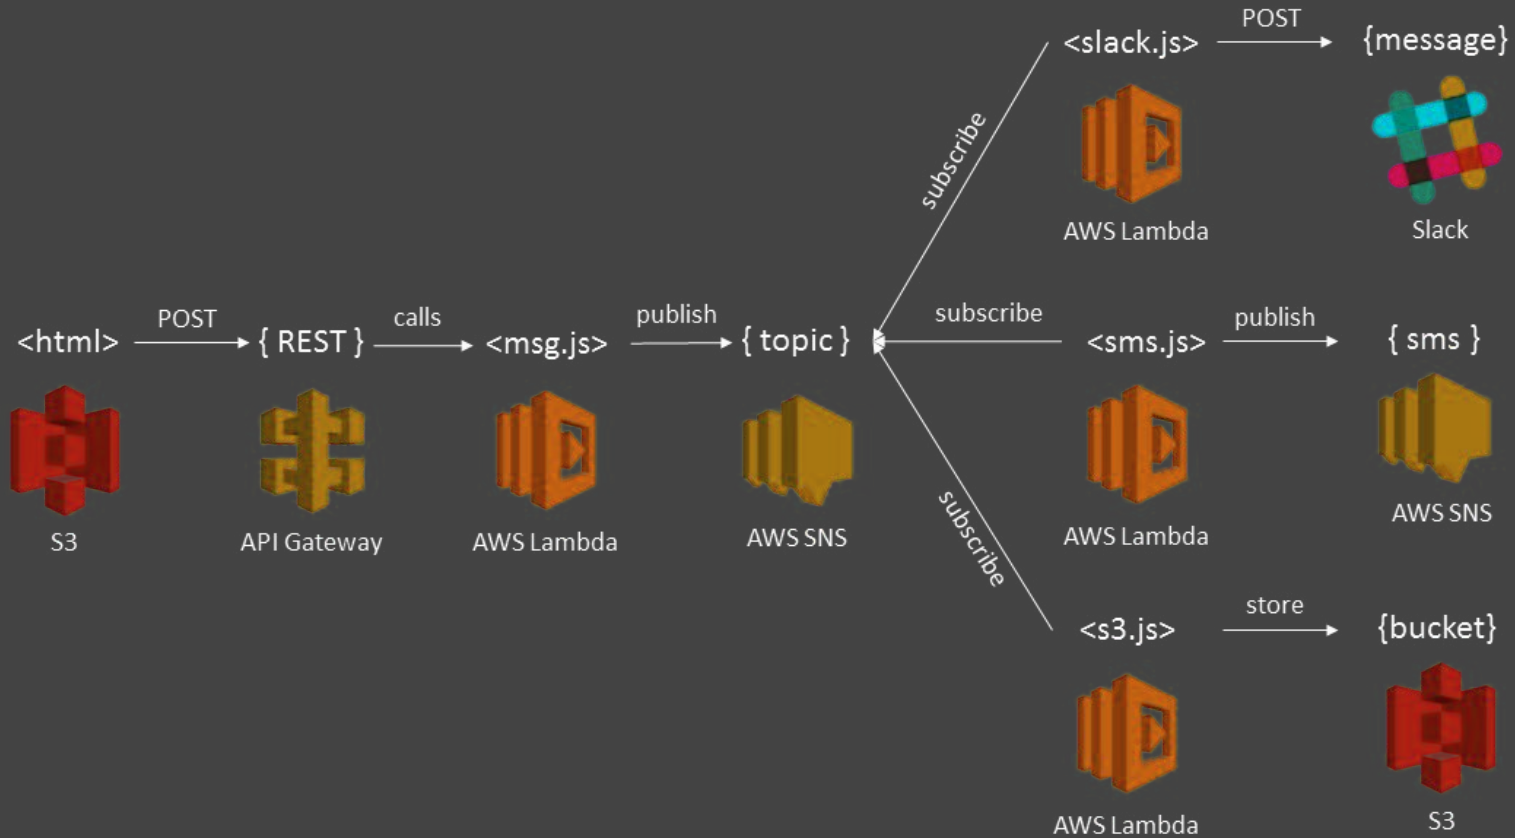 POST
<slack.js>
{message}
subscribe
AWS Lambda
Slack
<html>
POST
{ REST }
calls
<msg.js>
publish
{ topic }
subscribe
<sms.js>
publish
{ sms }
S3
API Gateway
AWS Lambda
AWS SNS
AWS Lambda
AWS SNS
subscribe
<s3.js>
store
{bucket}
AWS Lambda
S3